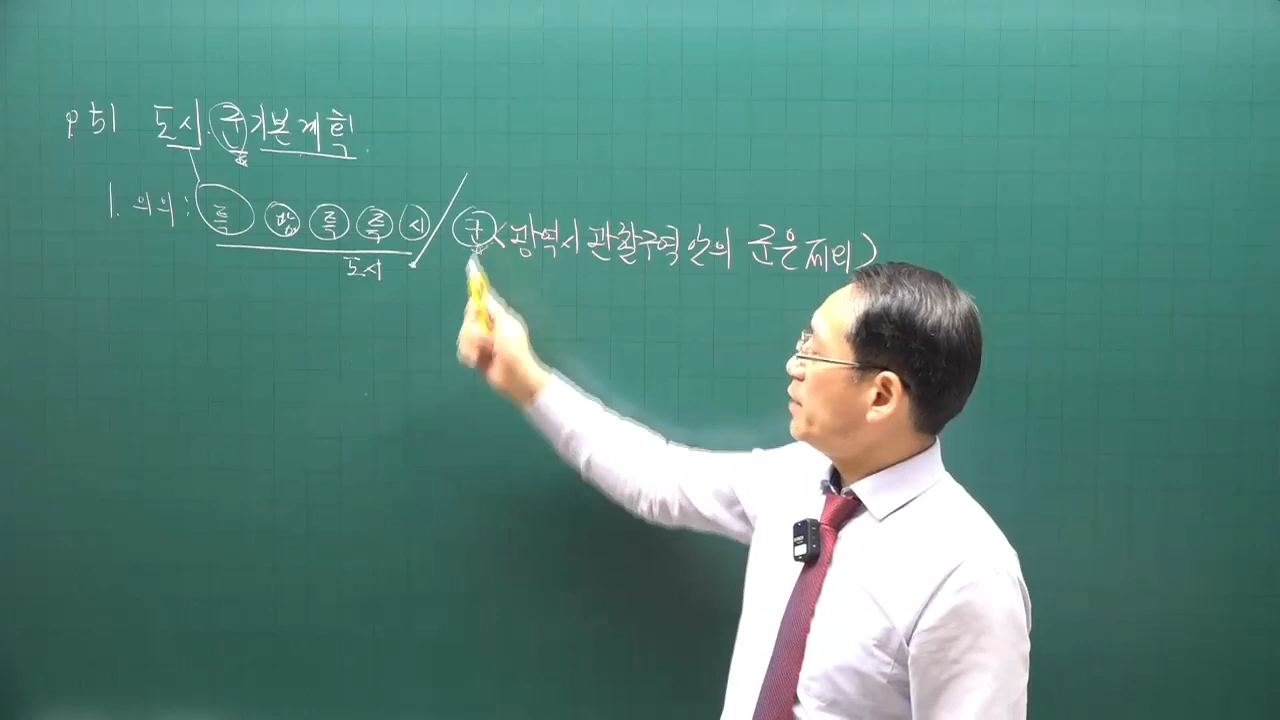 p 51 도시·군기본계획.
1. 의의: 특 광 특 특 시 / 군 (광역시 관할구역 안의 군은 제외)
도시